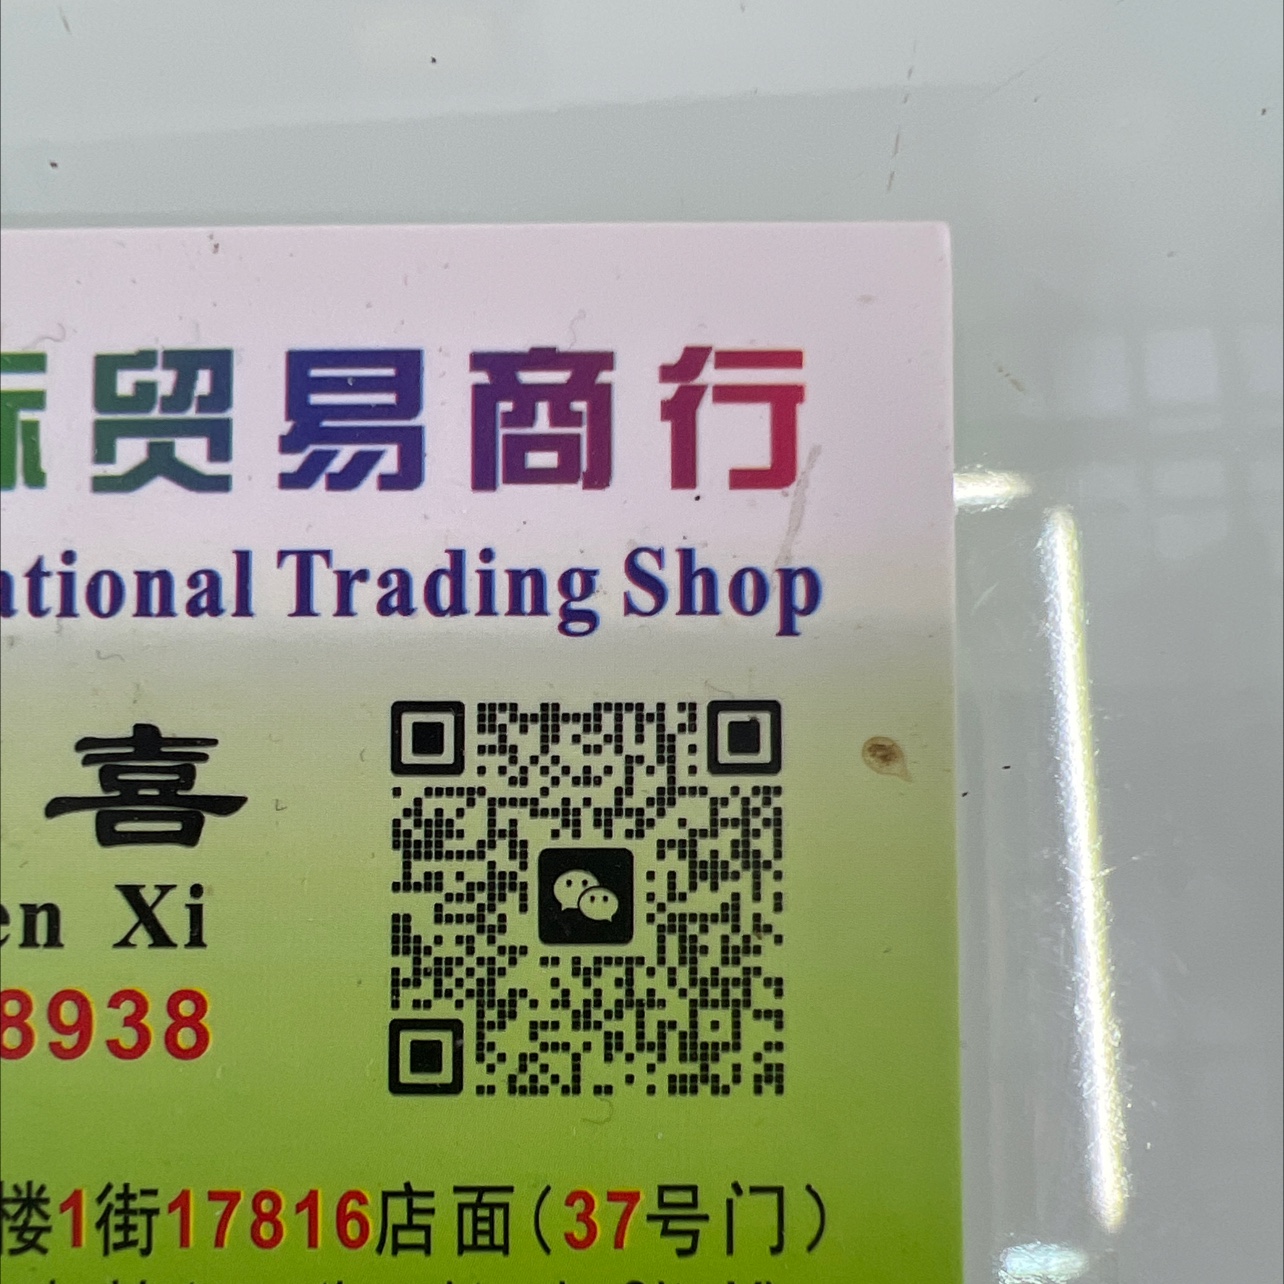 际贸易商行
ational Trading Shop
喜
en Xi
8938
楼1街17816店面(37号门)